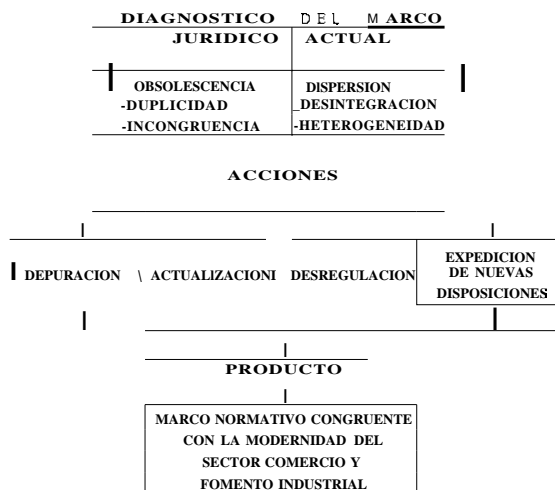 DIAGNOSTICO DEL MARCO
JURIDICO ACTUAL
OBSOLESCENCIA DISPERSION
-DUPLICIDAD _DESINTEGRACION
-INCONGRUENCIA -HETEROGENEIDAD
ACCIONES
DEPURACION \ ACTUALIZACIONI DESREGULACION EXPEDICION
DE NUEVAS
DISPOSICIONES
PRODUCTO
MARCO NORMATIVO CONGRUENTE
CON LA MODERNIDAD DEL
SECTOR COMERCIO Y
FOMENTO INDUSTRIAL